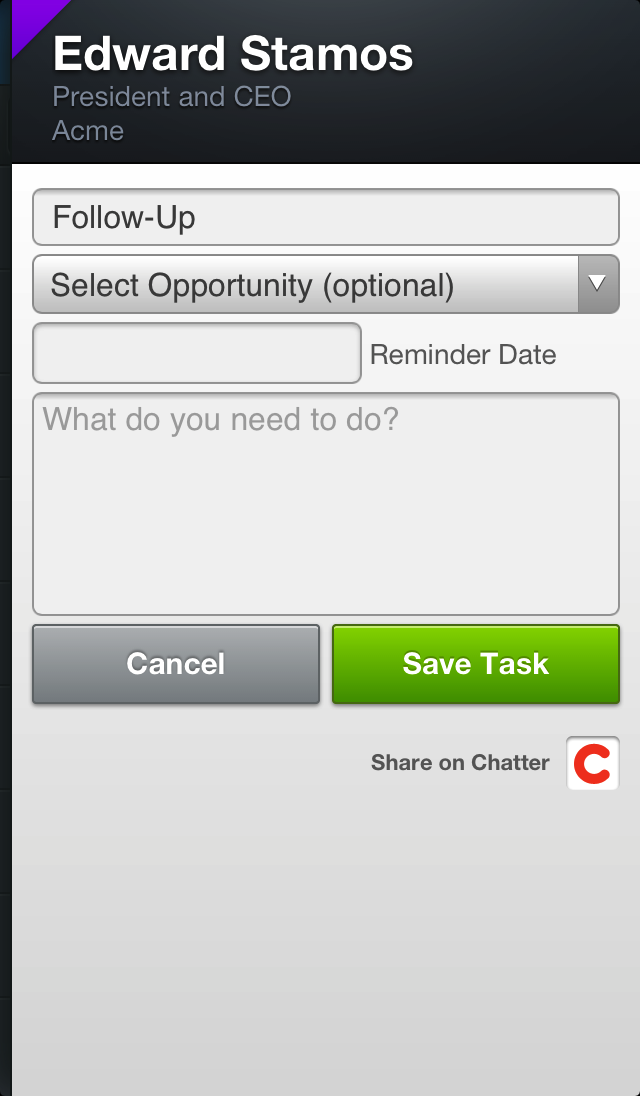 Edward Stamos
President and CEO
Acme
Follow-Up
Select Opportunity (optional)
Reminder Date
What do you need to do?
Cancel
Save Task
Share on Chatter